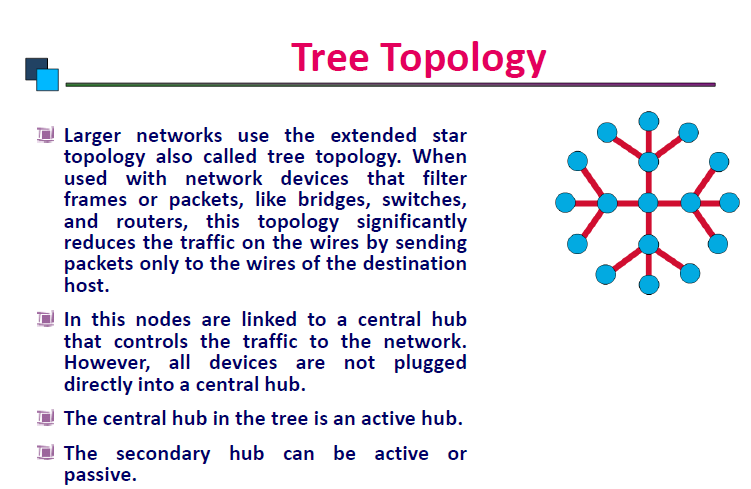 Tree Topology
Larger networks use the extended star
topology also called tree topology. When
used with network devices that filter
frames or packets, like bridges, switches,
and routers, this topology significantly
reduces the traffic on the wires by sending
packets only to the wires of the destination
host.
In this nodes are linked to a central hub
that controls the traffic to the network.
However, all devices are not plugged
directly into a central hub.
The central hub in the tree is an active hub.
The secondary hub can be active or
passive.